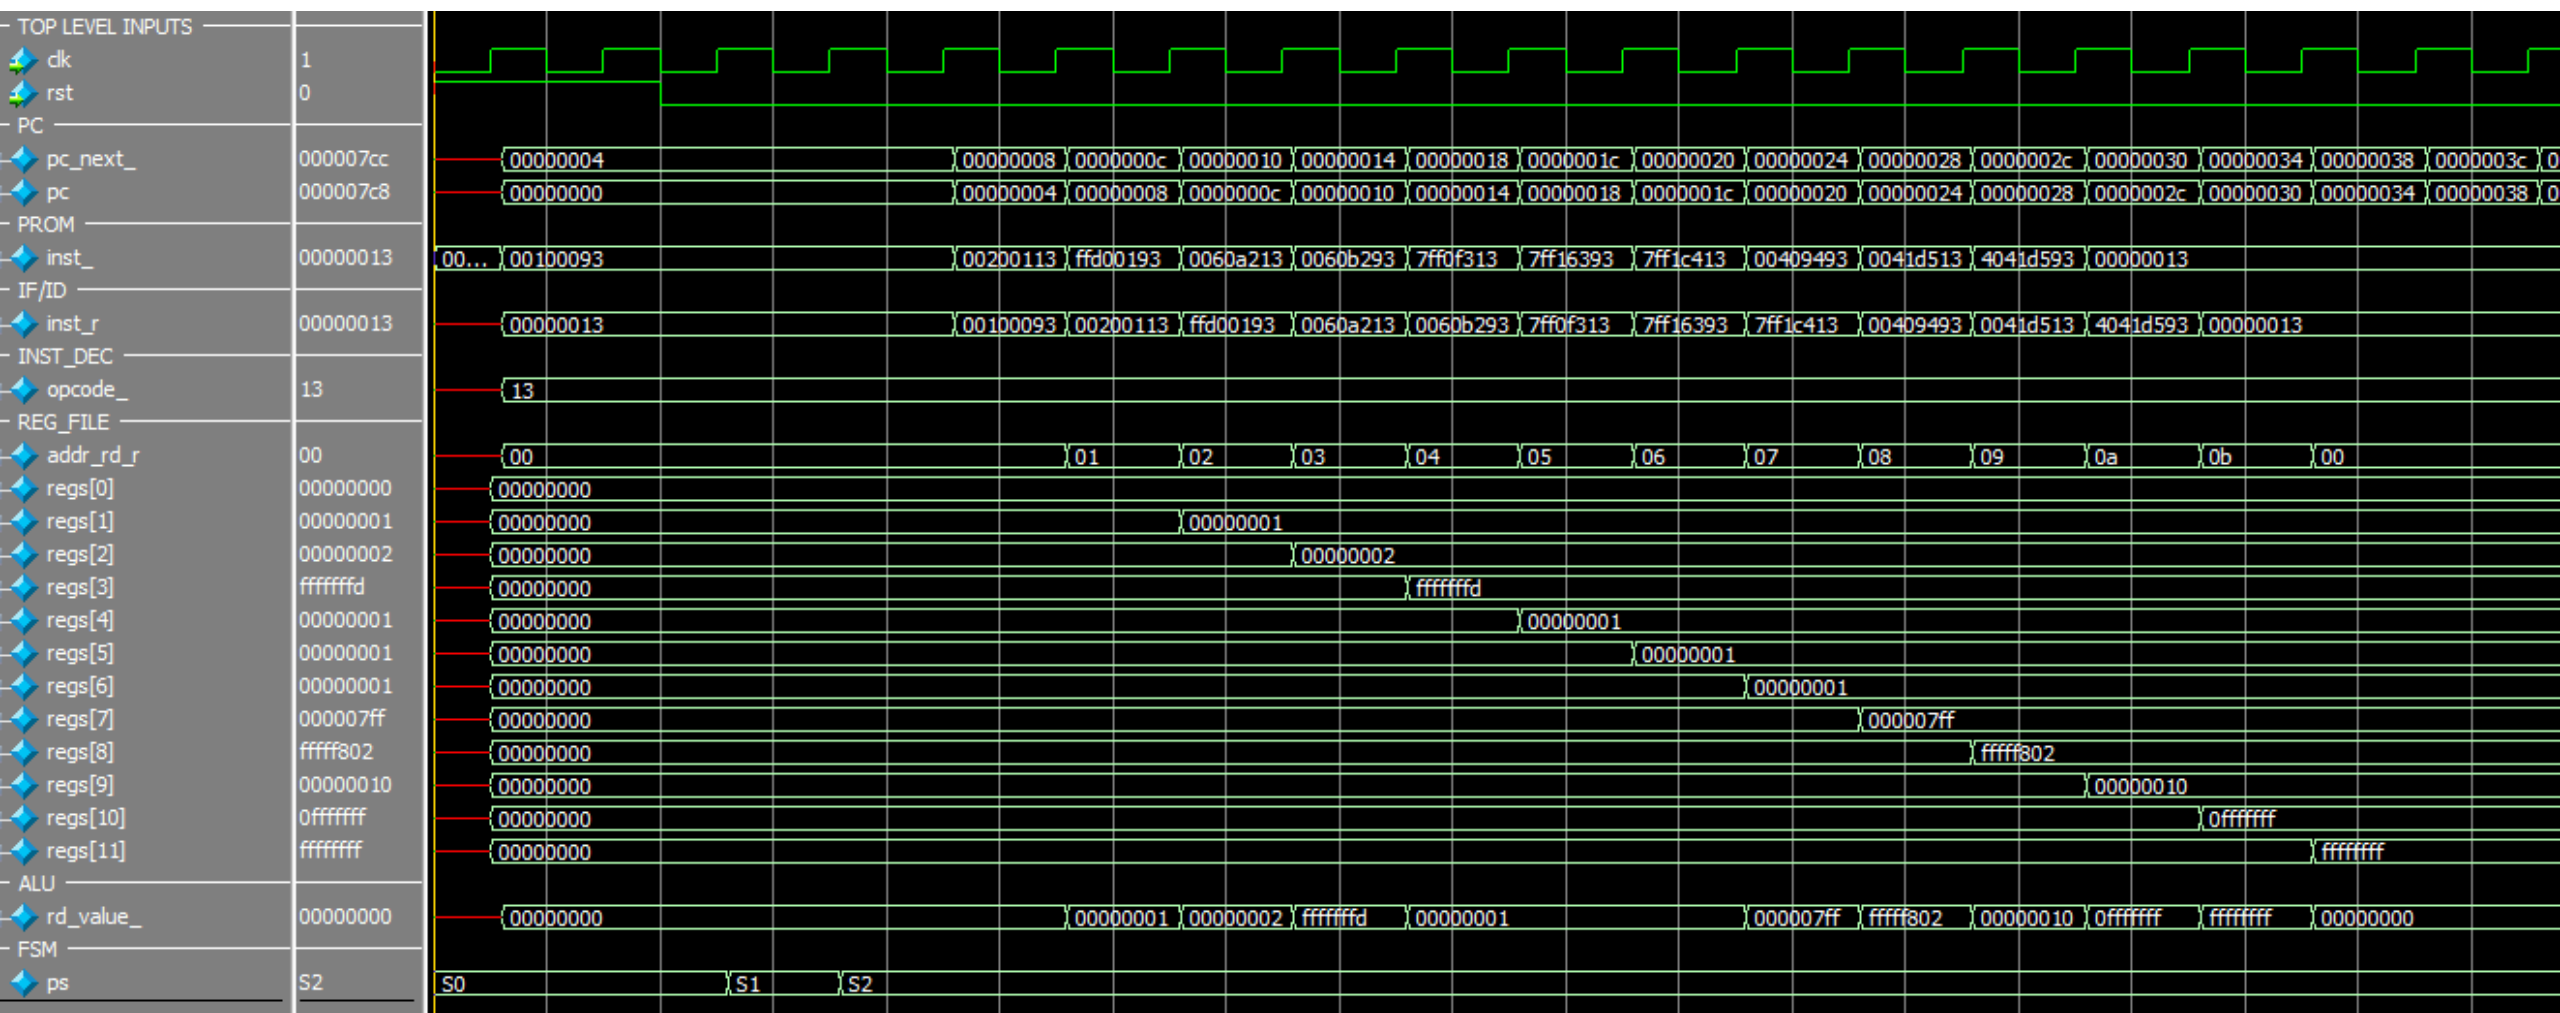 TOP LEVEL INPUTS
clk 1
rst 0
PC
pc_next_ 000007cc 00000004 00000008 0000000c 00000010 00000014 00000018 0000001c 00000020 00000024 00000028 0000002c 00000030 00000034 00000038 0000003c 0
pc 000007c8 00000000 00000004 00000008 0000000c 00000010 00000014 00000018 0000001c 00000020 00000024 00000028 0000002c 00000030 00000034 00000038 0
PROM
inst_ 00000013 00... 00100093 00200113 ffd00193 0060a213 0060b293 7ff0f313 7ff16393 7ff1c413 00409493 0041d513 4041d593 00000013
IF/ID
inst_r 00000013 00000013 00100093 00200113 ffd00193 0060a213 0060b293 7ff0f313 7ff16393 7ff1c413 00409493 0041d513 4041d593 00000013
INST_DEC
opcode_ 13 13
REG_FILE
addr_rd_r 00 00 01 02 03 04 05 06 07 08 09 0a 0b 00
regs[0] 00000000 00000000
regs[1] 00000001 00000000 00000001
regs[2] 00000002 00000000 00000002
regs[3] fffffffd 00000000 fffffffd
regs[4] 00000001 00000000 00000001
regs[5] 00000001 00000000 00000001
regs[6] 00000001 00000000 00000001
regs[7] 000007ff 00000000 000007ff
regs[8] fffff802 00000000 fffff802
regs[9] 00000010 00000000 00000010
regs[10] 0fffffff 00000000 0fffffff
regs[11] ffffffff 00000000 ffffffff
ALU
rd_value_ 00000000 00000000 00000001 00000002 fffffffd 00000001 000007ff fffff802 00000010 0fffffff ffffffff 00000000
FSM
ps S2 S0 S1 S2